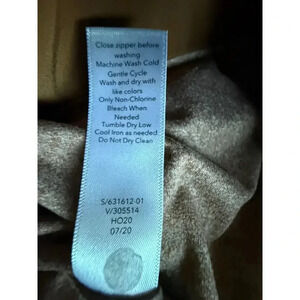 Close zipper before
washing
Machine Wash Cold
Gentle Cycle
Wash and dry with
like colors
Only Non-Chlorine
Bleach When
Needed
Tumble Dry Low
Cool Iron as needed
Do Not Dry Clean
S/631612-01
V/305514
HO20
07/20